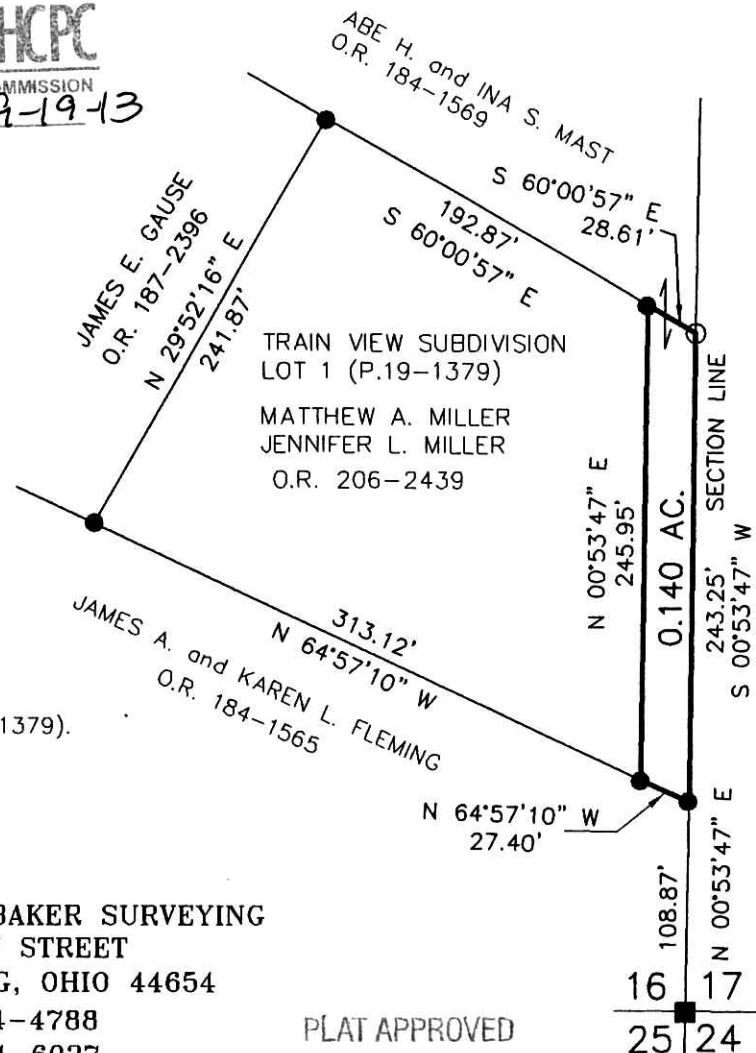 HCPC
OMMISSION
9-19-13
ABE H. and INA S. MAST
O.R. 184-1569
S 60°00'57" E
28.61'
192.87'
S 60°00'57" E
JAMES E. GAUSE
O.R. 187-2396
N 29°52'16" E
241.87'
TRAIN VIEW SUBDIVISION
LOT 1 (P.19-1379)
MATTHEW A. MILLER
JENNIFER L. MILLER
O.R. 206-2439
N 00°53'47" E
245.95'
0.140 AC.
SECTION LINE
243.25'
S 00°53'47" W
313.12'
N 64°57'10" W
JAMES A. and KAREN L. FLEMING
O.R. 184-1565
1379).
N 64°57'10" W
27.40'
108.87'
N 00°53'47" E
BAKER SURVEYING
STREET
G, OHIO 44654
4-4788
16 17
25 24
PLAT APPROVED